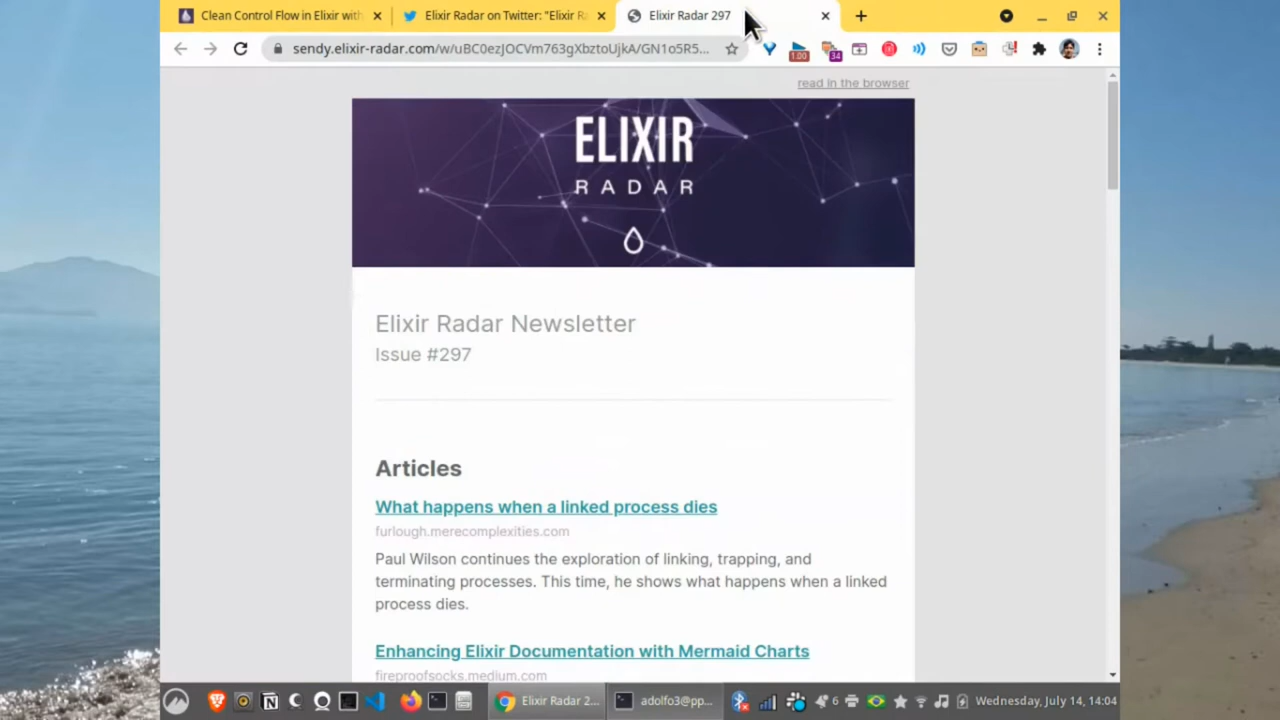 Clean Control Flow in Elixir with
Elixir Radar on Twitter: "Elixir R
Elixir Radar 297
sendy.elixir-radar.com/w/uBC0ezJOCVm763gXbztoUjkA/GN1o5R5...
1.00
34
read in the browser
ELIXIR
RADAR
Elixir Radar Newsletter
Issue #297
Articles
What happens when a linked process dies
furlough.merecomplexities.com
Paul Wilson continues the exploration of linking, trapping, and
terminating processes. This time, he shows what happens when a linked
process dies.
Enhancing Elixir Documentation with Mermaid Charts
fireproofsocks.medium.com
Elixir Radar 2...
adolfo3@pp...
6
Wednesday, July 14, 14:04